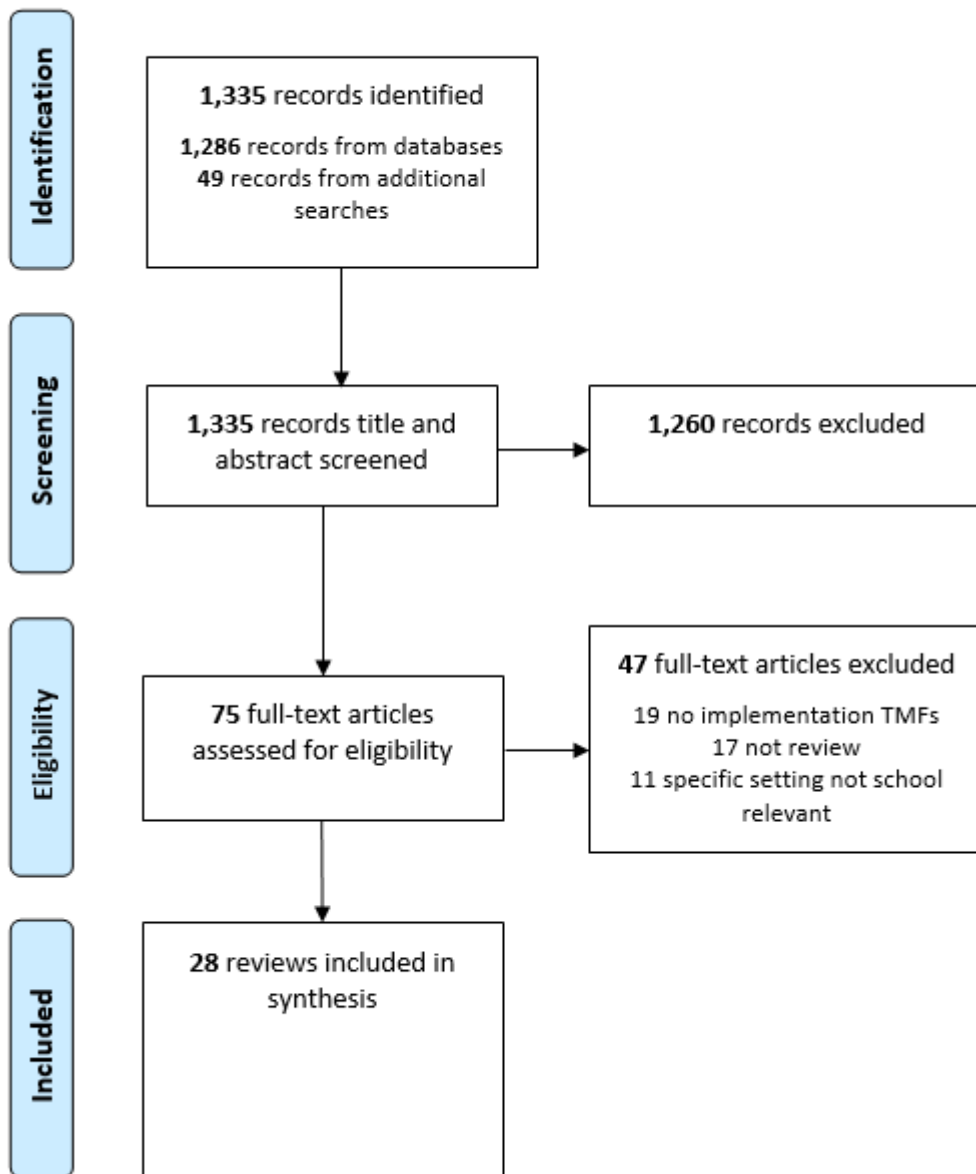 Identification
1,335 records identified
1,286 records from databases
49 records from additional
searches
Screening
1,335 records title and
abstract screened
1,260 records excluded
Eligibility
75 full-text articles
assessed for eligibility
47 full-text articles excluded
19 no implementation TMFs
17 not review
11 specific setting not school
relevant
Included
28 reviews included in
synthesis